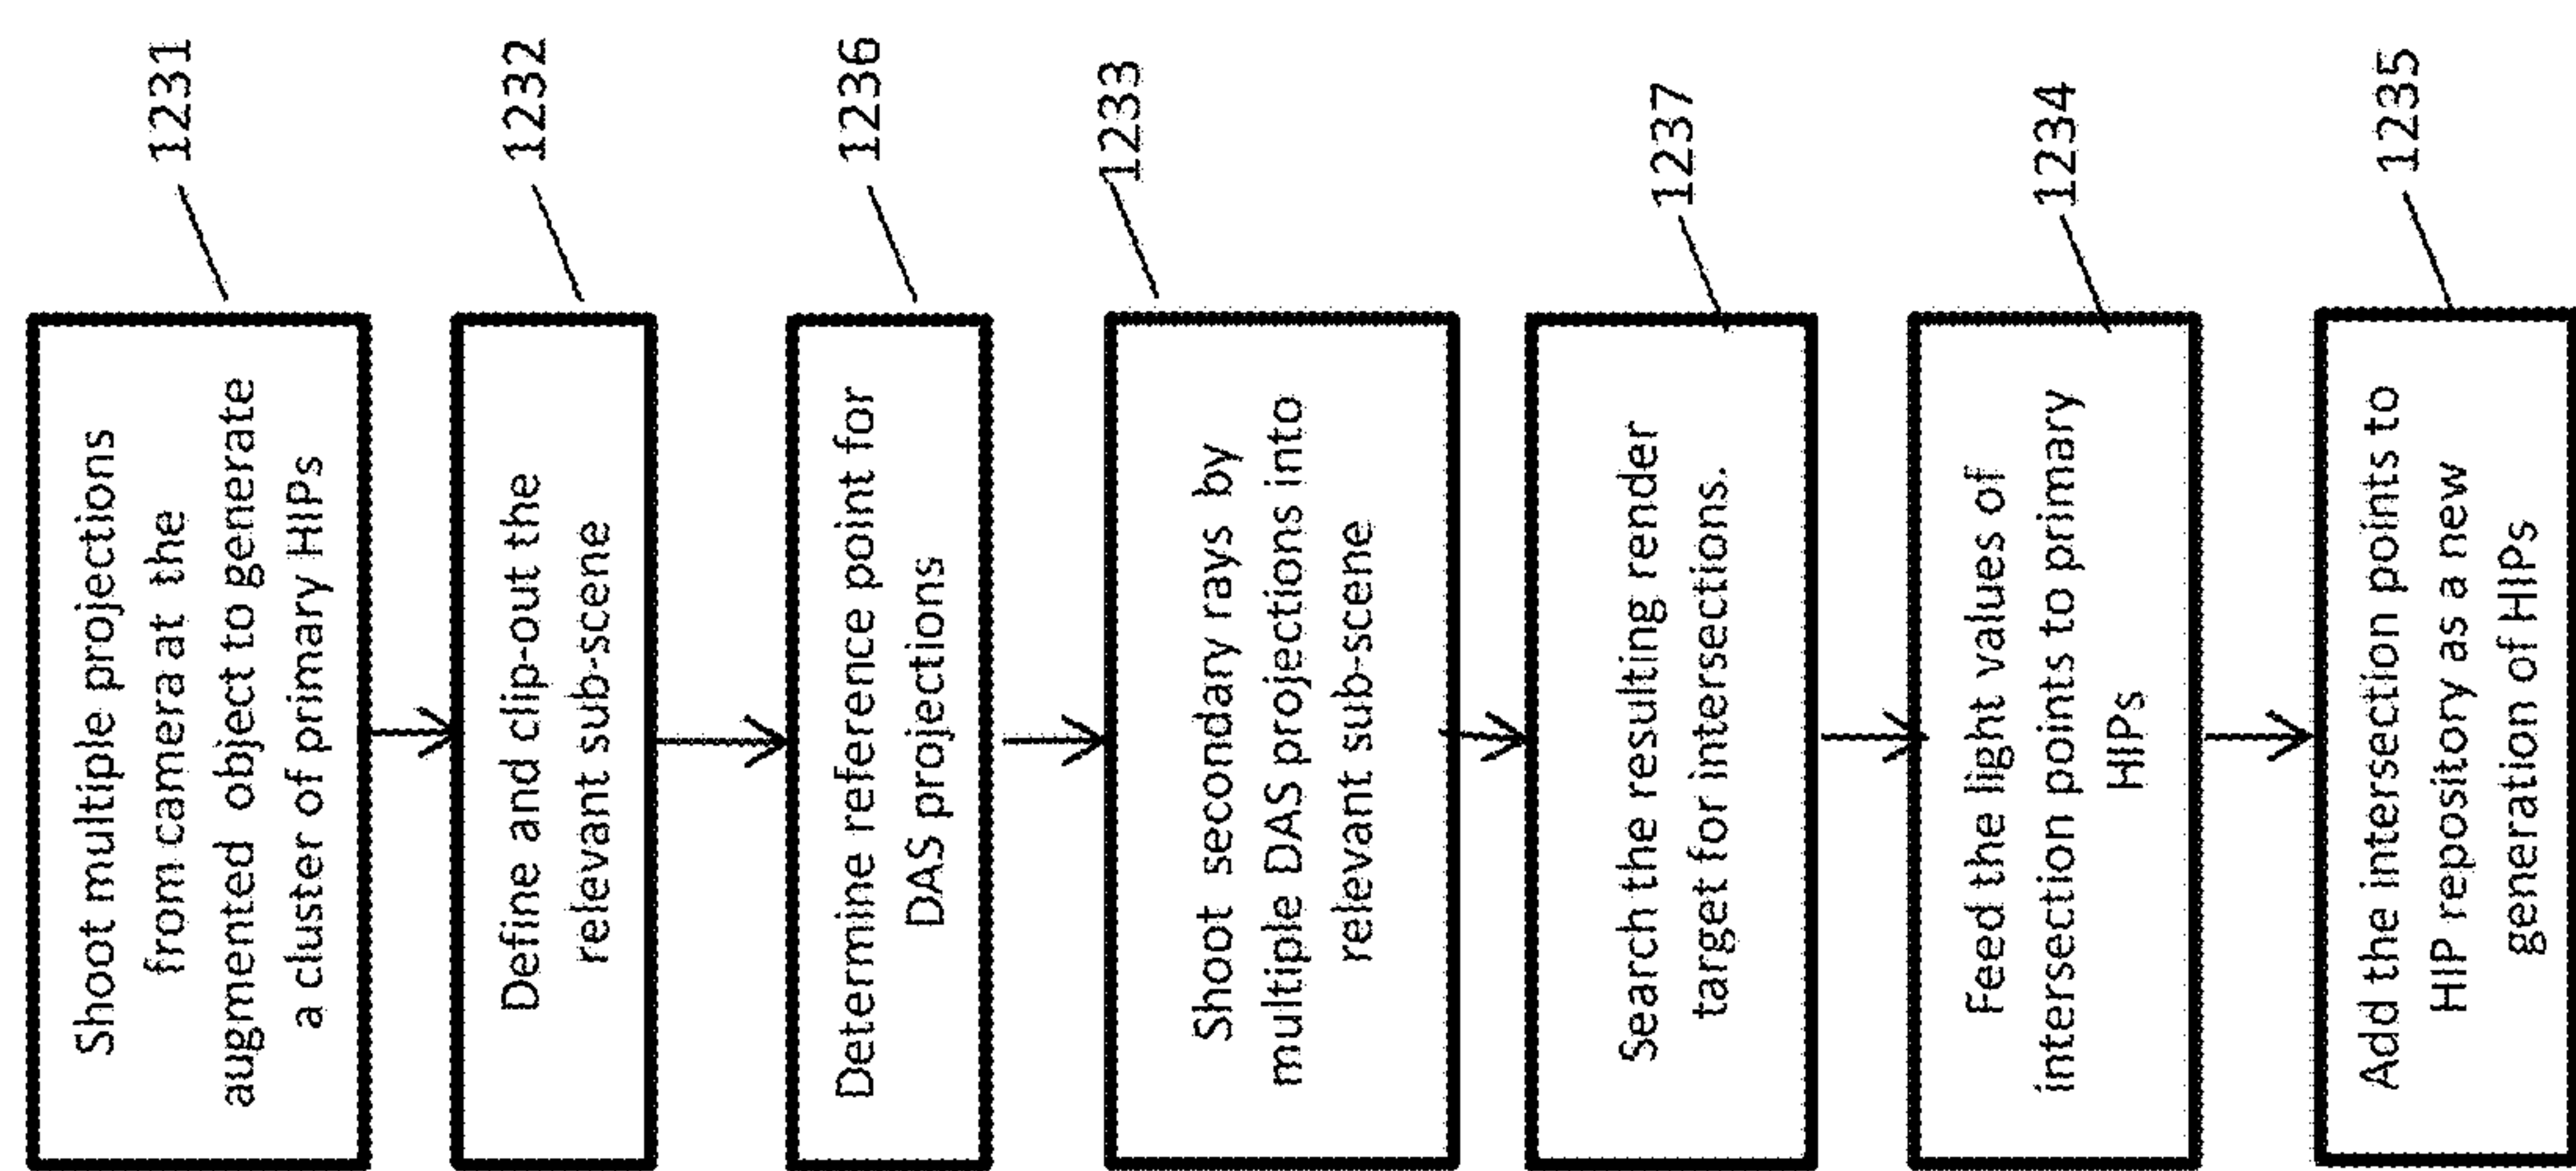 Shoot multiple projections
from camera at the
augmented object to generate
a cluster of primary HIPs
1231
Define and clip-out the
relevant sub-scene
1232
Determine reference point for
DAS projections
1236
Shoot secondary rays by
multiple DAS projections into
relevant sub-scene
1233
Search the resulting render
target for intersections.
1237
Feed the light values of
intersection points to primary
HIPs
1234
Add the intersection points to
HIP repository as a new
generation of HIPs
1235